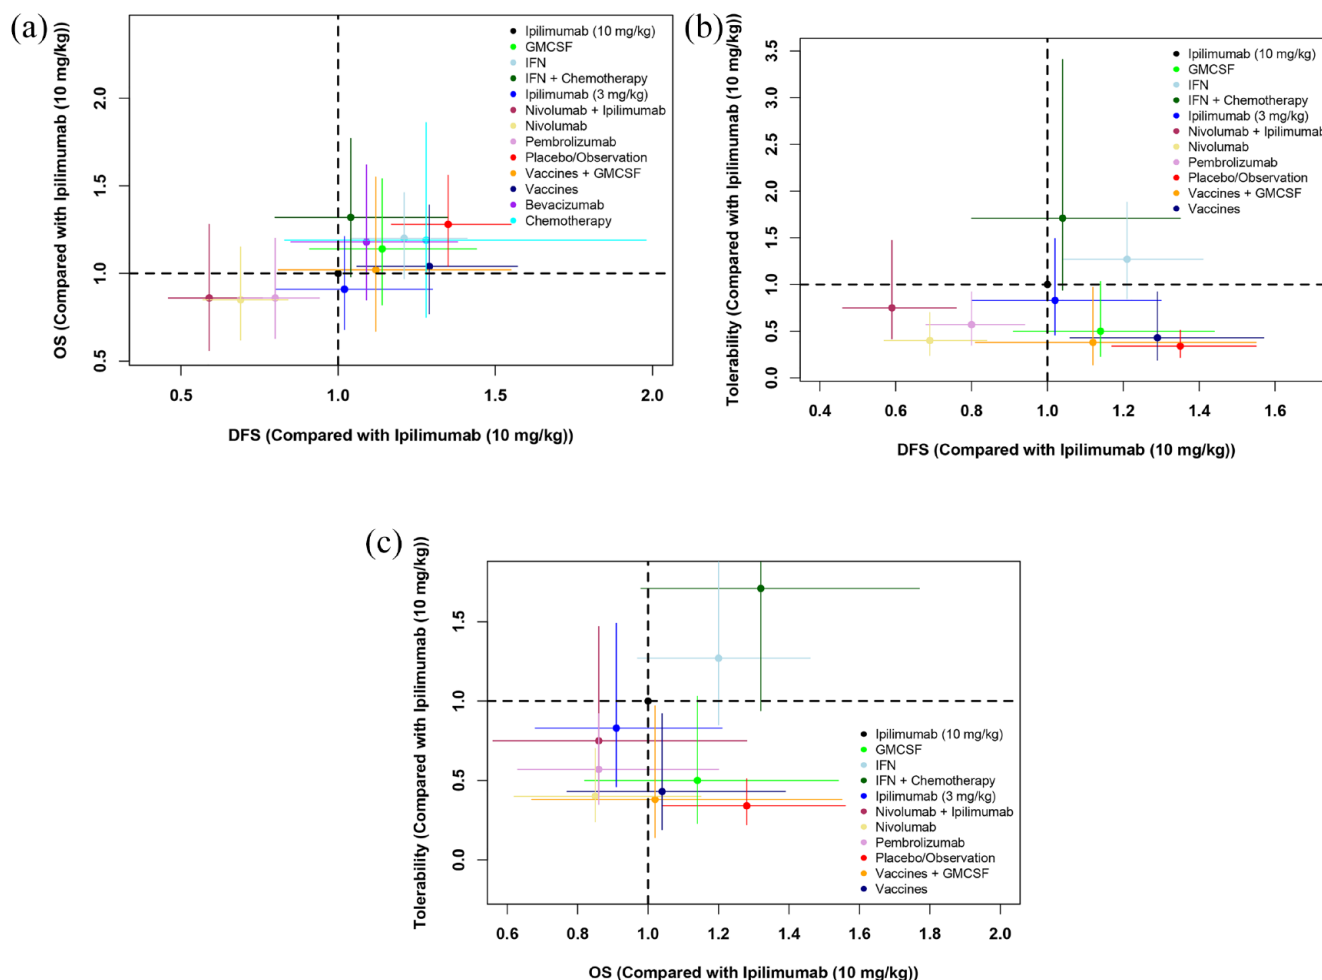 (a)
OS (Compared with Ipilimumab (10 mg/kg))
2.0
1.5
1.0
0.5
Ipilimumab (10 mg/kg)
GMCSF
IFN
IFN + Chemotherapy
Ipilimumab (3 mg/kg)
Nivolumab + Ipilimumab
Nivolumab
Pembrolizumab
Placebo/Observation
Vaccines + GMCSF
Vaccines
Bevacizumab
Chemotherapy
0.5 1.0 1.5 2.0
DFS (Compared with Ipilimumab (10 mg/kg))
(b)
Tolerability (Compared with Ipilimumab (10 mg/kg))
3.5
3.0
2.5
2.0
1.5
1.0
0.5
0.0
Ipilimumab (10 mg/kg)
GMCSF
IFN
IFN + Chemotherapy
Ipilimumab (3 mg/kg)
Nivolumab + Ipilimumab
Nivolumab
Pembrolizumab
Placebo/Observation
Vaccines + GMCSF
Vaccines
0.4 0.6 0.8 1.0 1.2 1.4 1.6
DFS (Compared with Ipilimumab (10 mg/kg))
(c)
Tolerability (Compared with Ipilimumab (10 mg/kg))
1.5
1.0
0.5
0.0
Ipilimumab (10 mg/kg)
GMCSF
IFN
IFN + Chemotherapy
Ipilimumab (3 mg/kg)
Nivolumab + Ipilimumab
Nivolumab
Pembrolizumab
Placebo/Observation
Vaccines + GMCSF
Vaccines
0.6 0.8 1.0 1.2 1.4 1.6 1.8 2.0
OS (Compared with Ipilimumab (10 mg/kg))